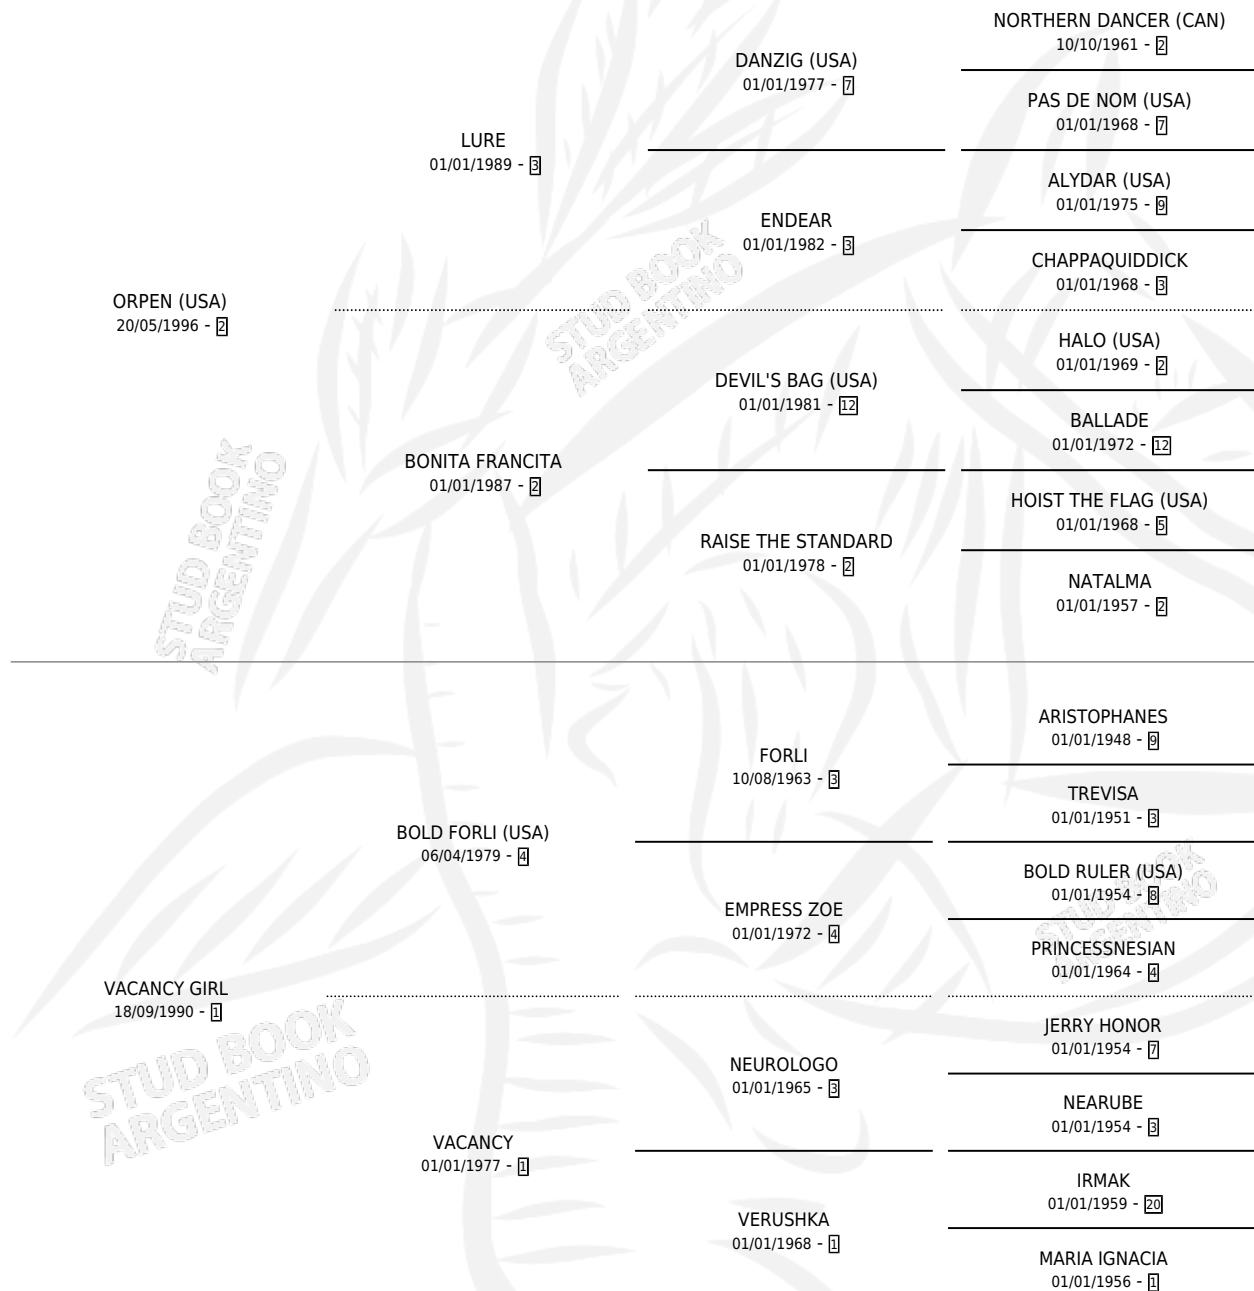 NORTHERN DANCER (CAN)
10/10/1961 - 2
DANZIG (USA)
01/01/1977 - 7
PAS DE NOM (USA)
01/01/1968 - 7
LURE
01/01/1989 - 3
ALYDAR (USA)
01/01/1975 - 9
ENDEAR
01/01/1982 - 3
CHAPPAQUIDDICK
01/01/1968 - 3
ORPEN (USA)
20/05/1996 - 2
STUD BOOK
ARGENTINO
HALO (USA)
01/01/1969 - 2
DEVIL'S BAG (USA)
01/01/1981 - 12
BALLADE
01/01/1972 - 12
BONITA FRANCITA
01/01/1987 - 2
HOIST THE FLAG (USA)
01/01/1968 - 5
RAISE THE STANDARD
01/01/1978 - 2
NATALMA
01/01/1957 - 2
STUD BOOK
ARGENTINO
ARISTOPHANES
01/01/1948 - 9
FORLI
10/08/1963 - 3
TREVISA
01/01/1951 - 3
BOLD FORLI (USA)
06/04/1979 - 4
BOLD RULER (USA)
01/01/1954 - 8
EMPRESS ZOE
01/01/1972 - 4
PRINCESSNESIAN
01/01/1964 - 4
STUD BOOK
ARGENTINO
VACANCY GIRL
18/09/1990 - 1
JERRY HONOR
01/01/1954 - 7
NEUROLOGO
01/01/1965 - 3
NEARUBE
01/01/1954 - 3
STUD BOOK
ARGENTINO
VACANCY
01/01/1977 - 1
IRMAK
01/01/1959 - 20
VERUSHKA
01/01/1968 - 1
MARIA IGNACIA
01/01/1956 - 1